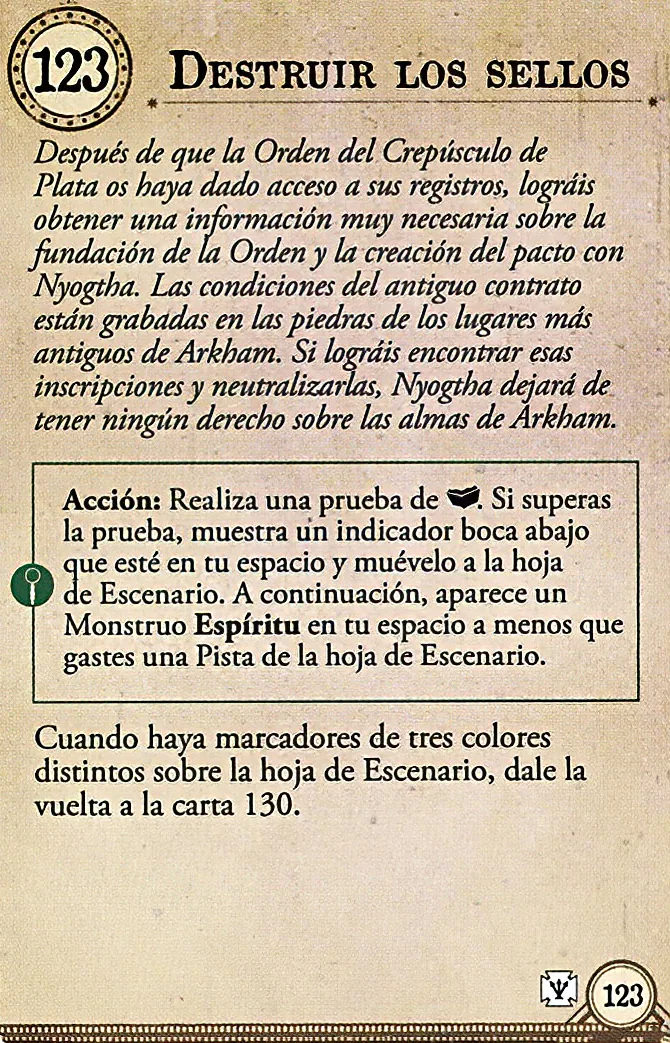 123
DESTRUIR LOS SELLOS
Después de que la Orden del Crepúsculo de
Plata os haya dado acceso a sus registros, lográis
obtener una información muy necesaria sobre la
fundación de la Orden y la creación del pacto con
Nyogtha. Las condiciones del antiguo contrato
están grabadas en las piedras de los lugares más
antiguos de Arkham. Si lográis encontrar esas
inscripciones y neutralizarlas, Nyogtha dejará de
tener ningún derecho sobre las almas de Arkham.
Acción: Realiza una prueba de . Si superas
la prueba, muestra un indicador boca abajo
que esté en tu espacio y muévelo a la hoja
de Escenario. A continuación, aparece un
Monstruo Espíritu en tu espacio a menos que
gastes una Pista de la hoja de Escenario.
Cuando haya marcadores de tres colores
distintos sobre la hoja de Escenario, dale la
vuelta a la carta 130.
123